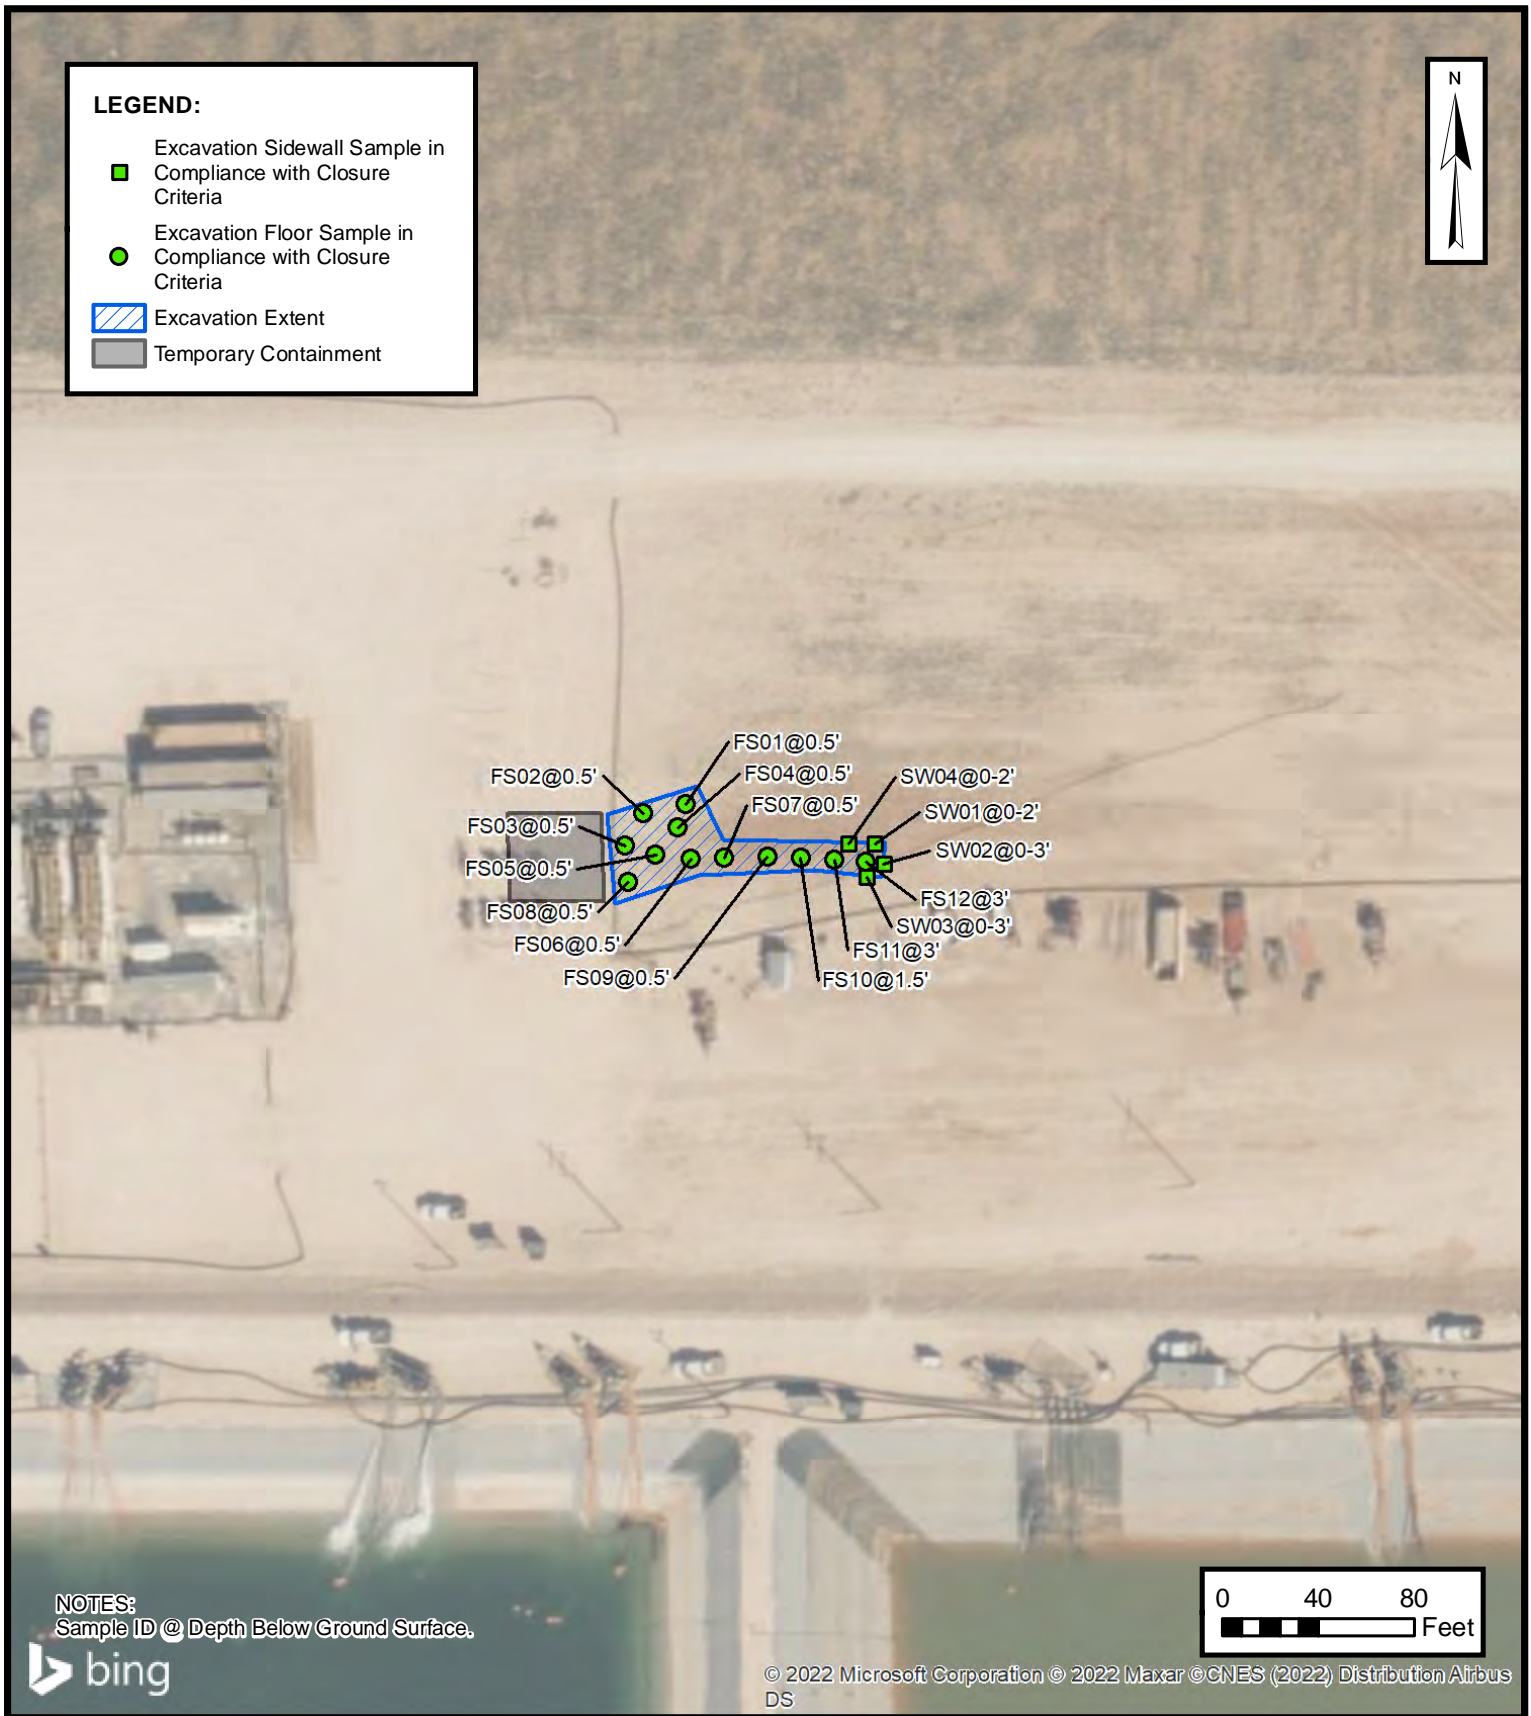 LEGEND:
Excavation Sidewall Sample in
Compliance with Closure
Criteria
Excavation Floor Sample in
Compliance with Closure
Criteria
Excavation Extent
Temporary Containment
N
FS01@0.5'
FS02@0.5'
FS04@0.5'
SW04@0-2'
FS07@0.5'
SW01@0-2'
FS03@0.5'
SW02@0-3'
FS05@0.5'
FS12@3'
FS08@0.5'
SW03@0-3'
FS06@0.5'
FS11@3'
FS09@0.5'
FS10@1.5'
NOTES:
Sample ID @ Depth Below Ground Surface.
bing
0 40 80
Feet
© 2022 Microsoft Corporation © 2022 Maxar ©CNES (2022) Distribution Airbus
DS